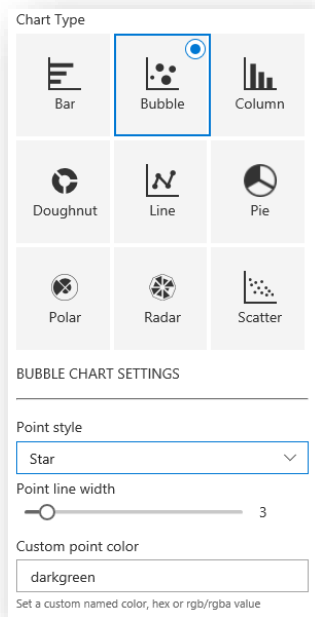 Chart Type
Bar
Bubble
Column
Doughnut
Line
Pie
Polar
Radar
Scatter
BUBBLE CHART SETTINGS
Point style
Star
Point line width
3
Custom point color
darkgreen
Set a custom named color, hex or rgb/rgba value